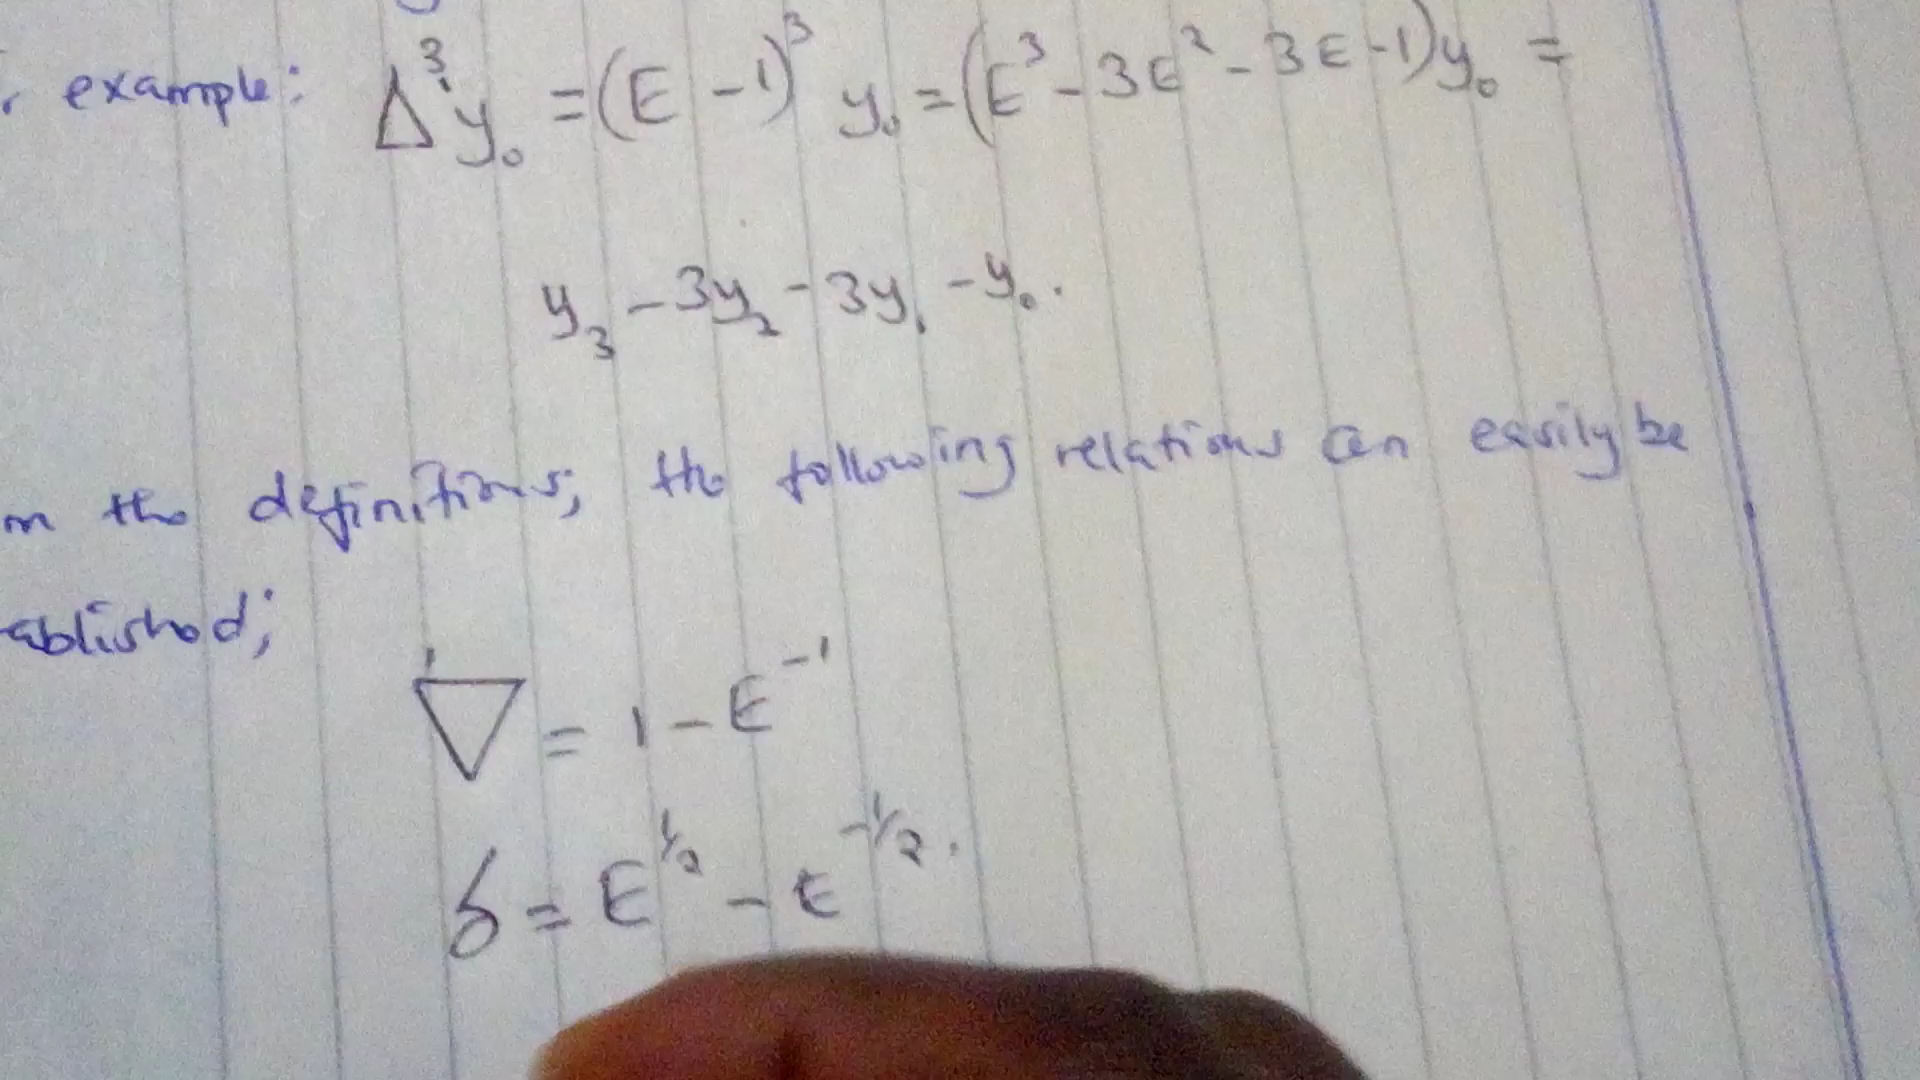 example: Δ³y₀ = (E - 1)³ y₀ = (E³ - 3E² - 3E - 1)y₀ =
y₃ - 3y₂ - 3y₁ - y₀.
m the definitions, the following relations can easily be
ablished;
∇ = 1 - E⁻¹
δ = E^1/2 - E^-1/2.